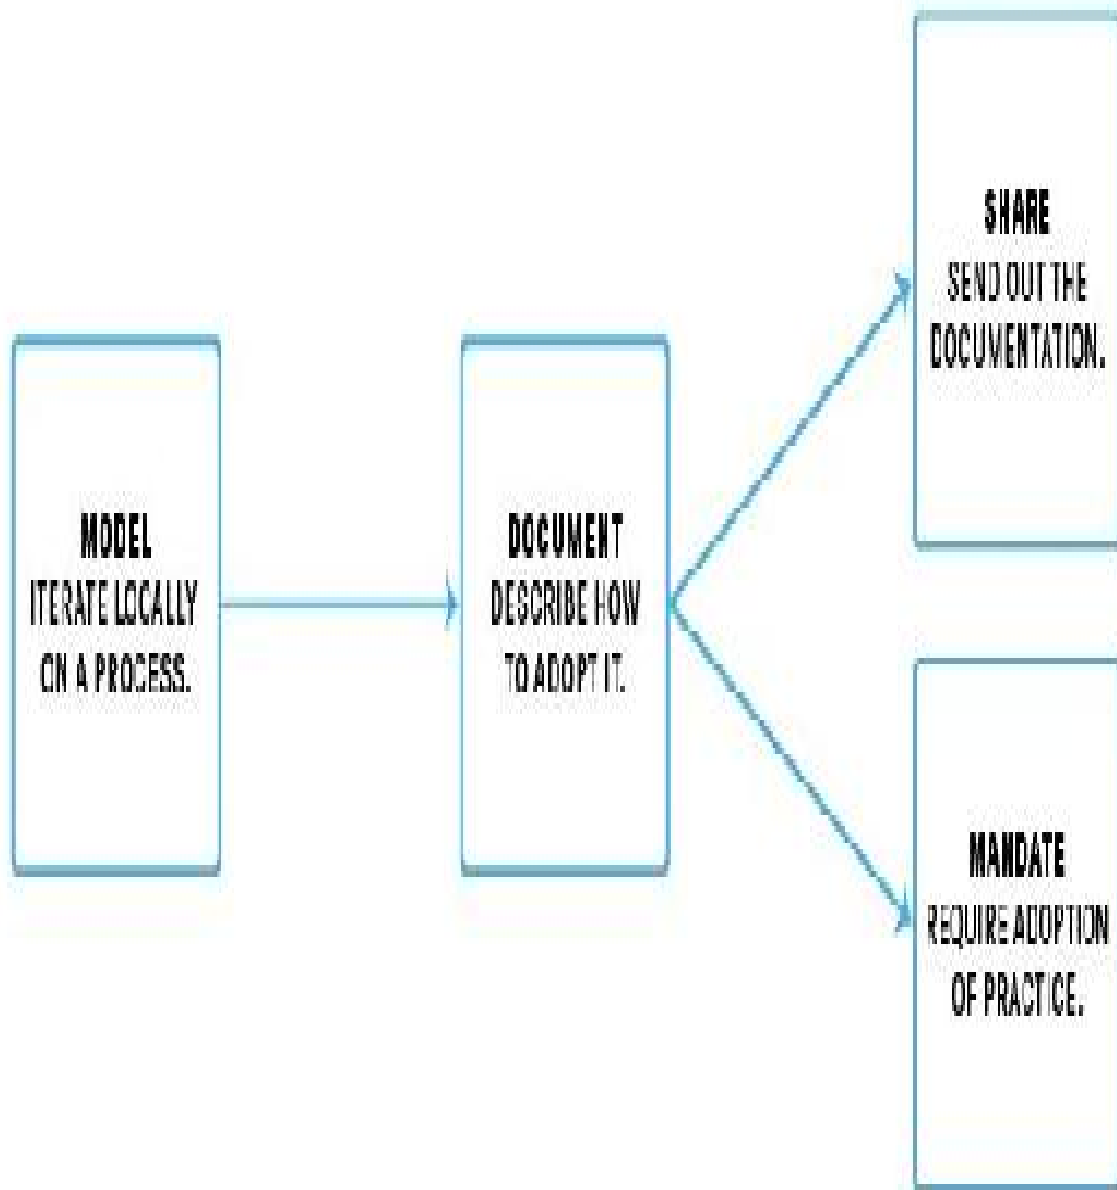 MODEL
ITERATE LOCALLY
ON A PROCESS.
DOCUMENT
DESCRIBE HOW
TO ADOPT IT.
SHARE
SEND OUT THE
DOCUMENTATION.
MANDATE
REQUIRE ADOPTION
OF PRACTICE.